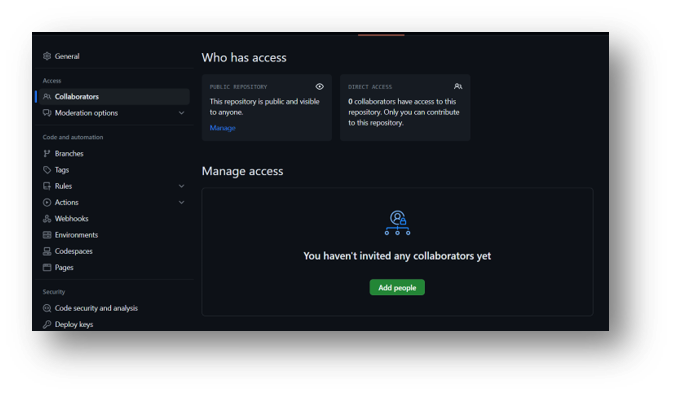 General
Access
Collaborators
Moderation options
Code and automation
Branches
Tags
Rules
Actions
Webhooks
Environments
Codespaces
Pages
Security
Code security and analysis
Deploy keys
Who has access
PUBLIC REPOSITORY
This repository is public and visible
to anyone.
Manage
DIRECT ACCESS
0 collaborators have access to this
repository. Only you can contribute
to this repository.
Manage access
You haven't invited any collaborators yet
Add people